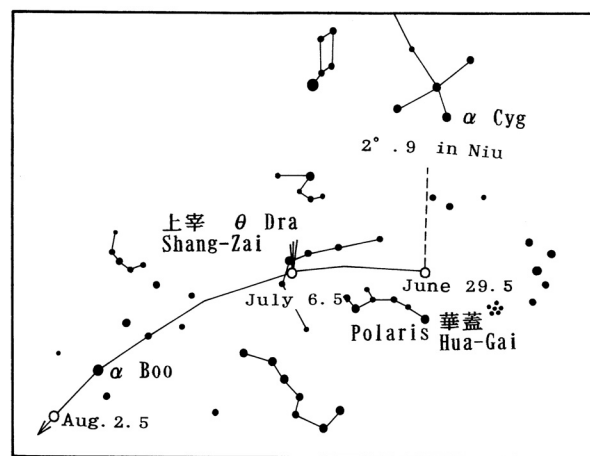 α Cyg
2°.9 in Niu
上宰 θ Dra
Shang-Zai
June 29.5
July 6.5
Polaris 華蓋
Hua-Gai
α Boo
Aug. 2.5